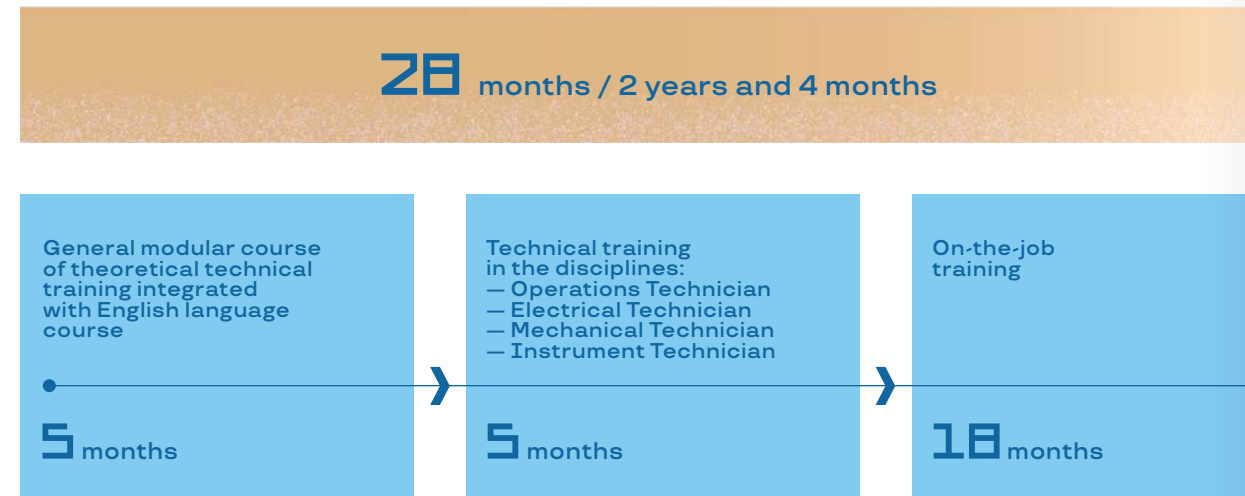 28 months / 2 years and 4 months
General modular course
of theoretical technical
training integrated
with English language
course
5 months
Technical training
in the disciplines:
— Operations Technician
— Electrical Technician
— Mechanical Technician
— Instrument Technician
5 months
On-the-job
training
18 months